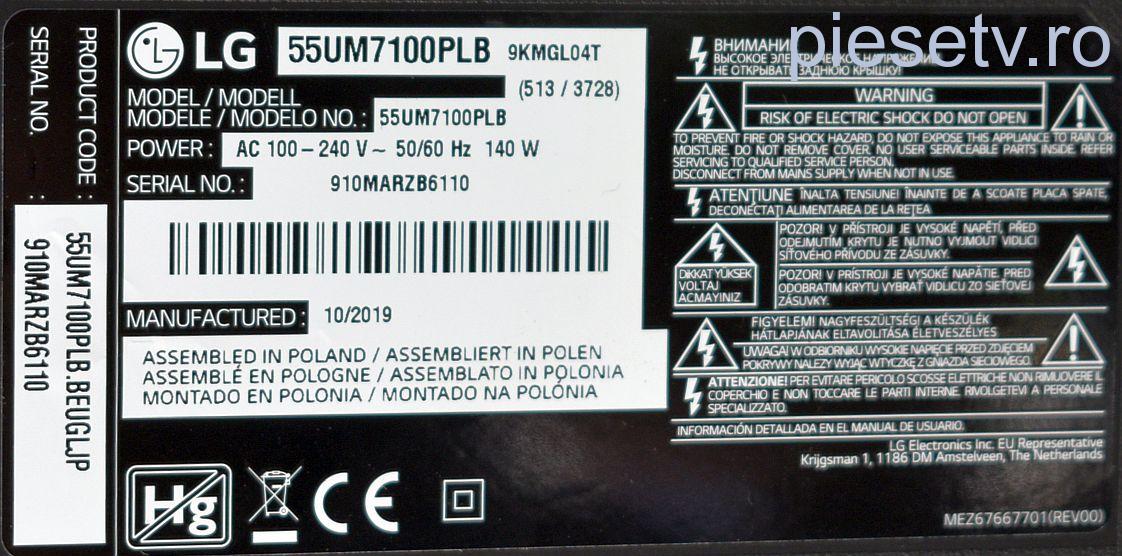 PRODUCT CODE : 55UM7100PLB.BEUGLJP
SERIAL NO. : 910MARZB6110
LG 55UM7100PLB 9KMGL04T
(513 / 3728)
MODEL / MODELL
MODELE / MODELO NO. : 55UM7100PLB
POWER : AC 100-240 V~ 50/60 Hz 140 W
SERIAL NO. : 910MARZB6110
MANUFACTURED : 10/2019
ASSEMBLED IN POLAND / ASSEMBLIERT IN POLEN
ASSEMBLÉ EN POLOGNE / ASSEMBLATO IN POLONIA
MONTADO EN POLONIA / MONTADO NA POLÓNIA
Hg
CE
piesetv.ro
ВНИМАНИЕ
ВЫСОКОЕ ЭЛЕКТРИЧЕСКОЕ НАПРЯЖЕНИЕ
НЕ ОТКРЫВАТЬ ЗАДНЮЮ КРЫШКУ!
WARNING
RISK OF ELECTRIC SHOCK DO NOT OPEN
TO PREVENT FIRE OR SHOCK HAZARD, DO NOT EXPOSE THIS APPLIANCE TO RAIN OR
MOISTURE. DO NOT REMOVE COVER. NO USER SERVICEABLE PARTS INSIDE. REFER
SERVICING TO QUALIFIED SERVICE PERSON.
DISCONNECT FROM MAINS SUPPLY WHEN NOT IN USE.
ATENŢIUNE ÎNALTA TENSIUNE! ÎNAINTE DE A SCOATE PLACA SPATE,
DECONECTAŢI ALIMENTAREA DE LA REŢEA
DIKKAT YÜKSEK
VOLTAJ
AÇMAYINIZ
POZOR! V PŘÍSTROJI JE VYSOKÉ NAPĚTÍ, PŘED
ODEJMUTÍM KRYTU JE NUTNO VYJMOUT VIDLICI
SÍŤOVÉHO PŘÍVODU ZE ZÁSUVKY.
POZOR! V PRÍSTROJI JE VYSOKÉ NAPÄTIE. PRED
ODOBRATIM KRYTU VYBRAŤ VIDLICU ZO SIEŤOVEJ
ZÁSUVKY.
FIGYELEM! NAGYFESZÜLTSÉG! A KÉSZÜLÉK
HÁTLAPJÁNAK ELTÁVOLÍTÁSA ÉLETVESZÉLYES
UWAGA! W ODBIORNIKU WYSOKIE NAPIĘCIE PRZED ZDJĘCIEM
POKRYWY NALEŻY WYJĄĆ WTYCZKĘ Z GNIAZDA SIECIOWEGO
ATTENZIONE! PER EVITARE PERICOLO SCOSSE ELETTRICHE NON RIMUOVERE IL
COPERCHIO E NON TOCCARE LE PARTI INTERNE. RIVOLGETEVI A PERSONALE
SPECIALIZZATO.
INFORMACIÓN DETALLADA EN EL MANUAL DE USUARIO.
LG Electronics Inc. EU Representative
Krijgsman 1, 1186 DM Amstelveen, The Netherlands
MEZ67667701(REV00)